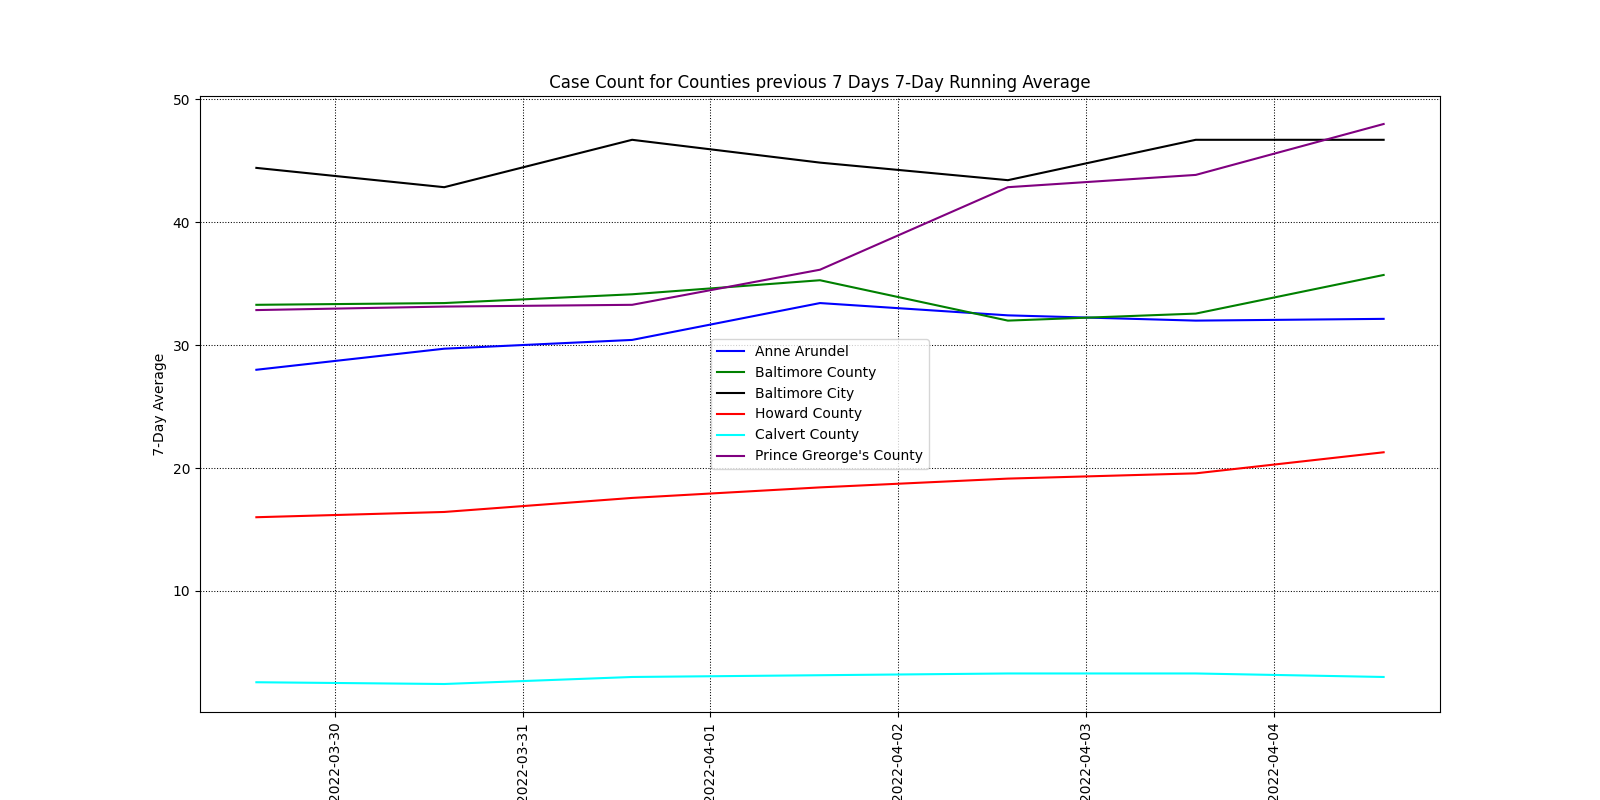 Case Count for Counties previous 7 Days 7-Day Running Average
50
40
30
20
10
7-Day Average
Anne Arundel
Baltimore County
Baltimore City
Howard County
Calvert County
Prince Greorge's County
2022-03-30
2022-03-31
2022-04-01
2022-04-02
2022-04-03
2022-04-04